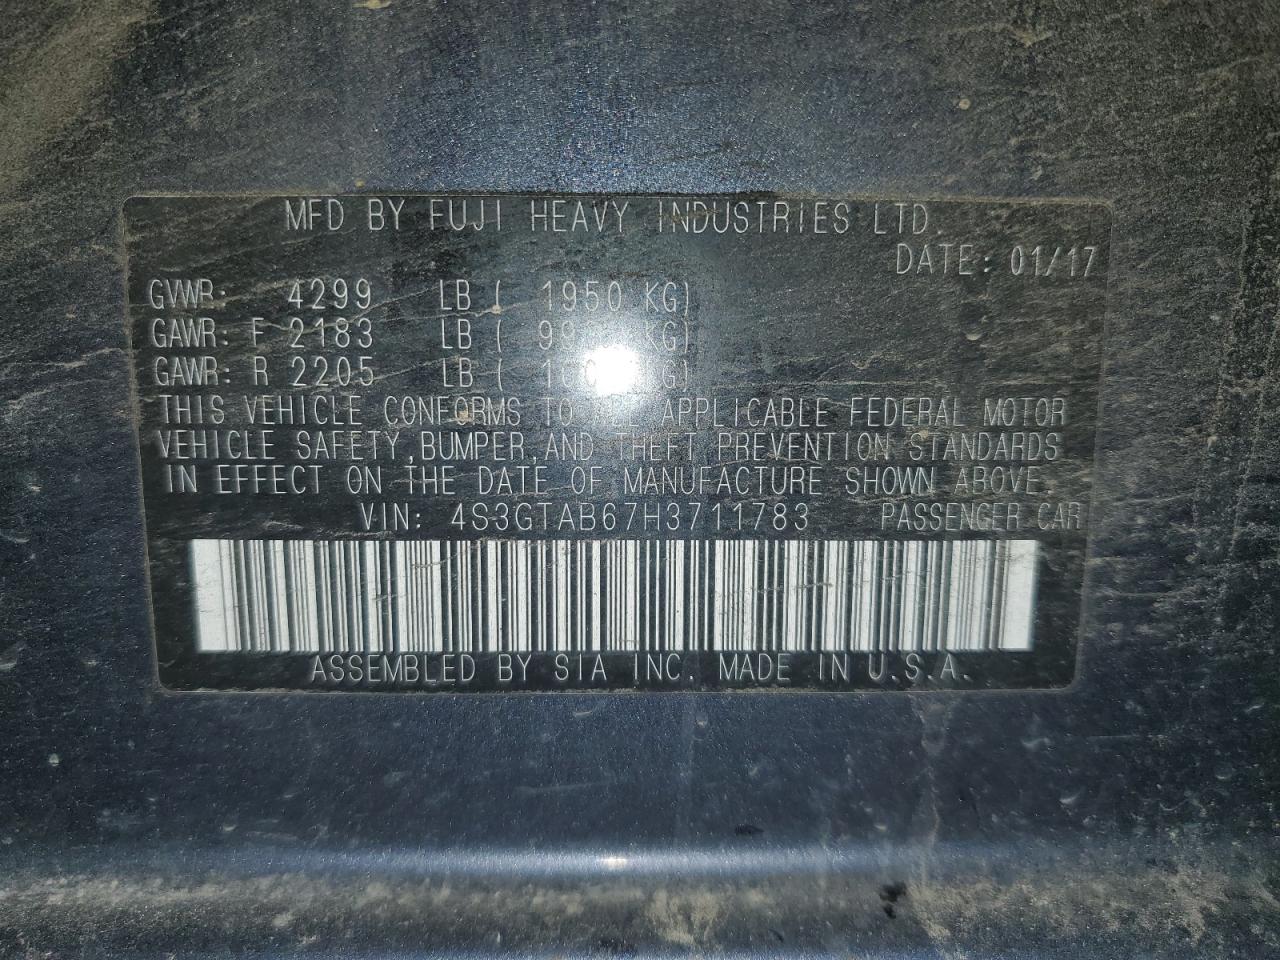 MFD BY FUJI HEAVY INDUSTRIES LTD.
DATE: 01/17
GVWR: 4299 LB ( 1950 KG)
GAWR: F 2183 LB ( KG)
GAWR: R 2205 LB (
THIS VEHICLE CONFORMS TO ALL APPLICABLE FEDERAL MOTOR
VEHICLE SAFETY, BUMPER, AND THEFT PREVENTION STANDARDS
IN EFFECT ON THE DATE OF MANUFACTURE SHOWN ABOVE.
VIN: 4S3GTAB67H3711783 PASSENGER CAR
ASSEMBLED BY SIA INC. MADE IN U.S.A.